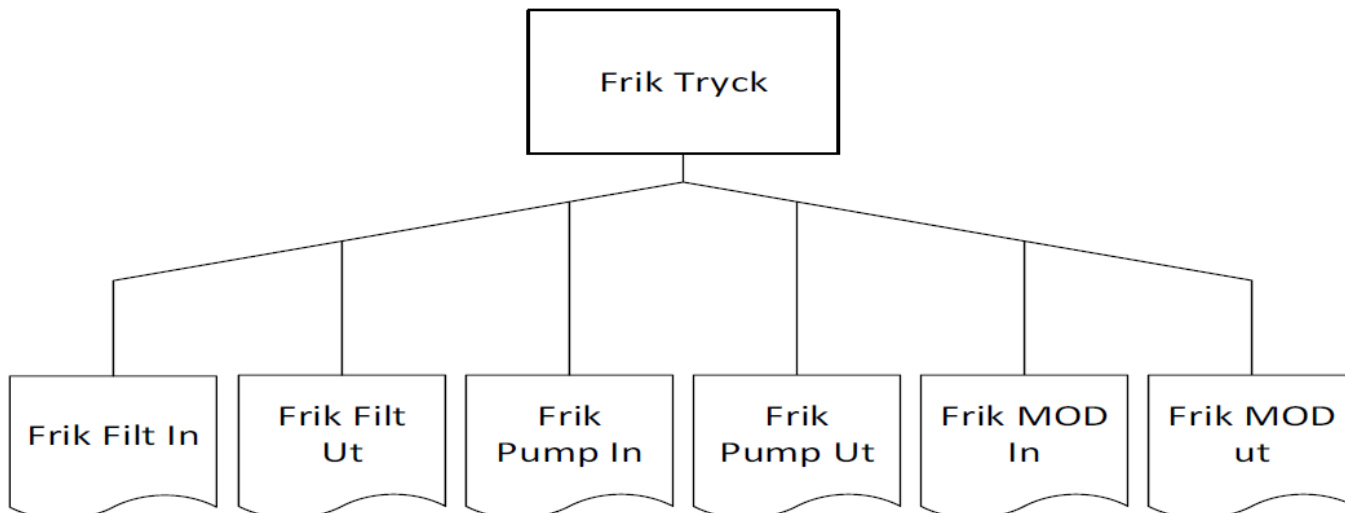 Frik Tryck
Frik Filt In
Frik Filt
Ut
Frik
Pump In
Frik
Pump Ut
Frik MOD
In
Frik MOD
ut